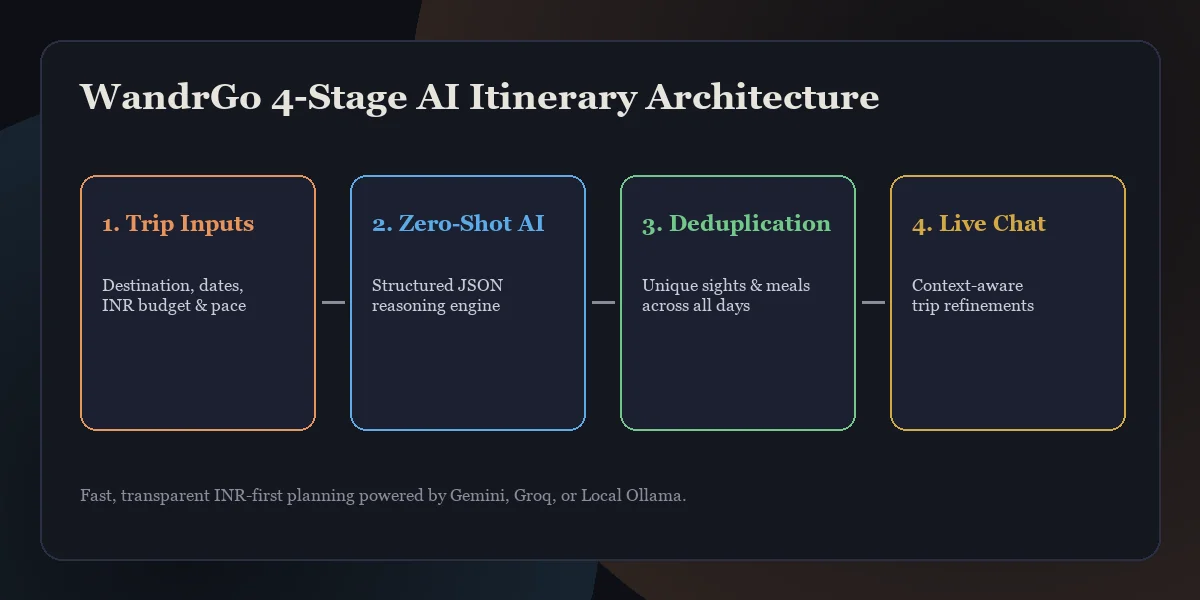 WandrGo 4-Stage AI Itinerary Architecture
1. Trip Inputs
Destination, dates,
INR budget & pace
2. Zero-Shot AI
Structured JSON
reasoning engine
3. Deduplication
Unique sights & meals
across all days
4. Live Chat
Context-aware
trip refinements
Fast, transparent INR-first planning powered by Gemini, Groq, or Local Ollama.